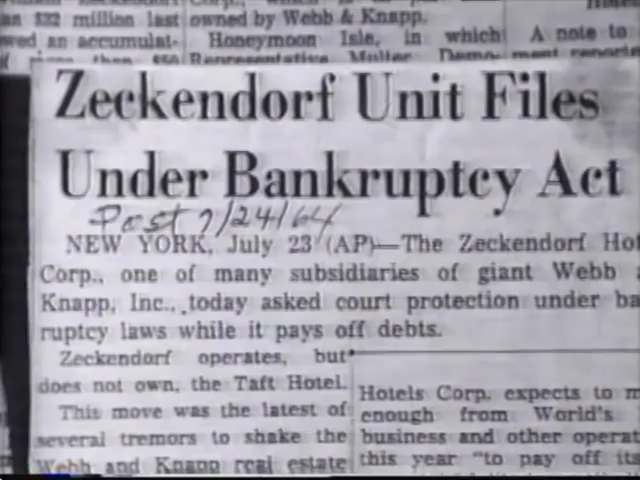 an $32 million last
owned by Webb & Knapp.
Honeymoon Isle, in which
Representative Multer
A note to
Zeckendorf Unit Files
Under Bankruptcy Act
Post 7/24/64
NEW YORK, July 23 (AP)—The Zeckendorf Hot
Corp., one of many subsidiaries of giant Webb &
Knapp, Inc., today asked court protection under ba
ruptcy laws while it pays off debts.
Zeckendorf operates, but
does not own, the Taft Hotel.
This move was the latest of
several tremors to shake the
Webb and Knapp real estate
Hotels Corp. expects to m
enough from World's
business and other operat
this year "to pay off its